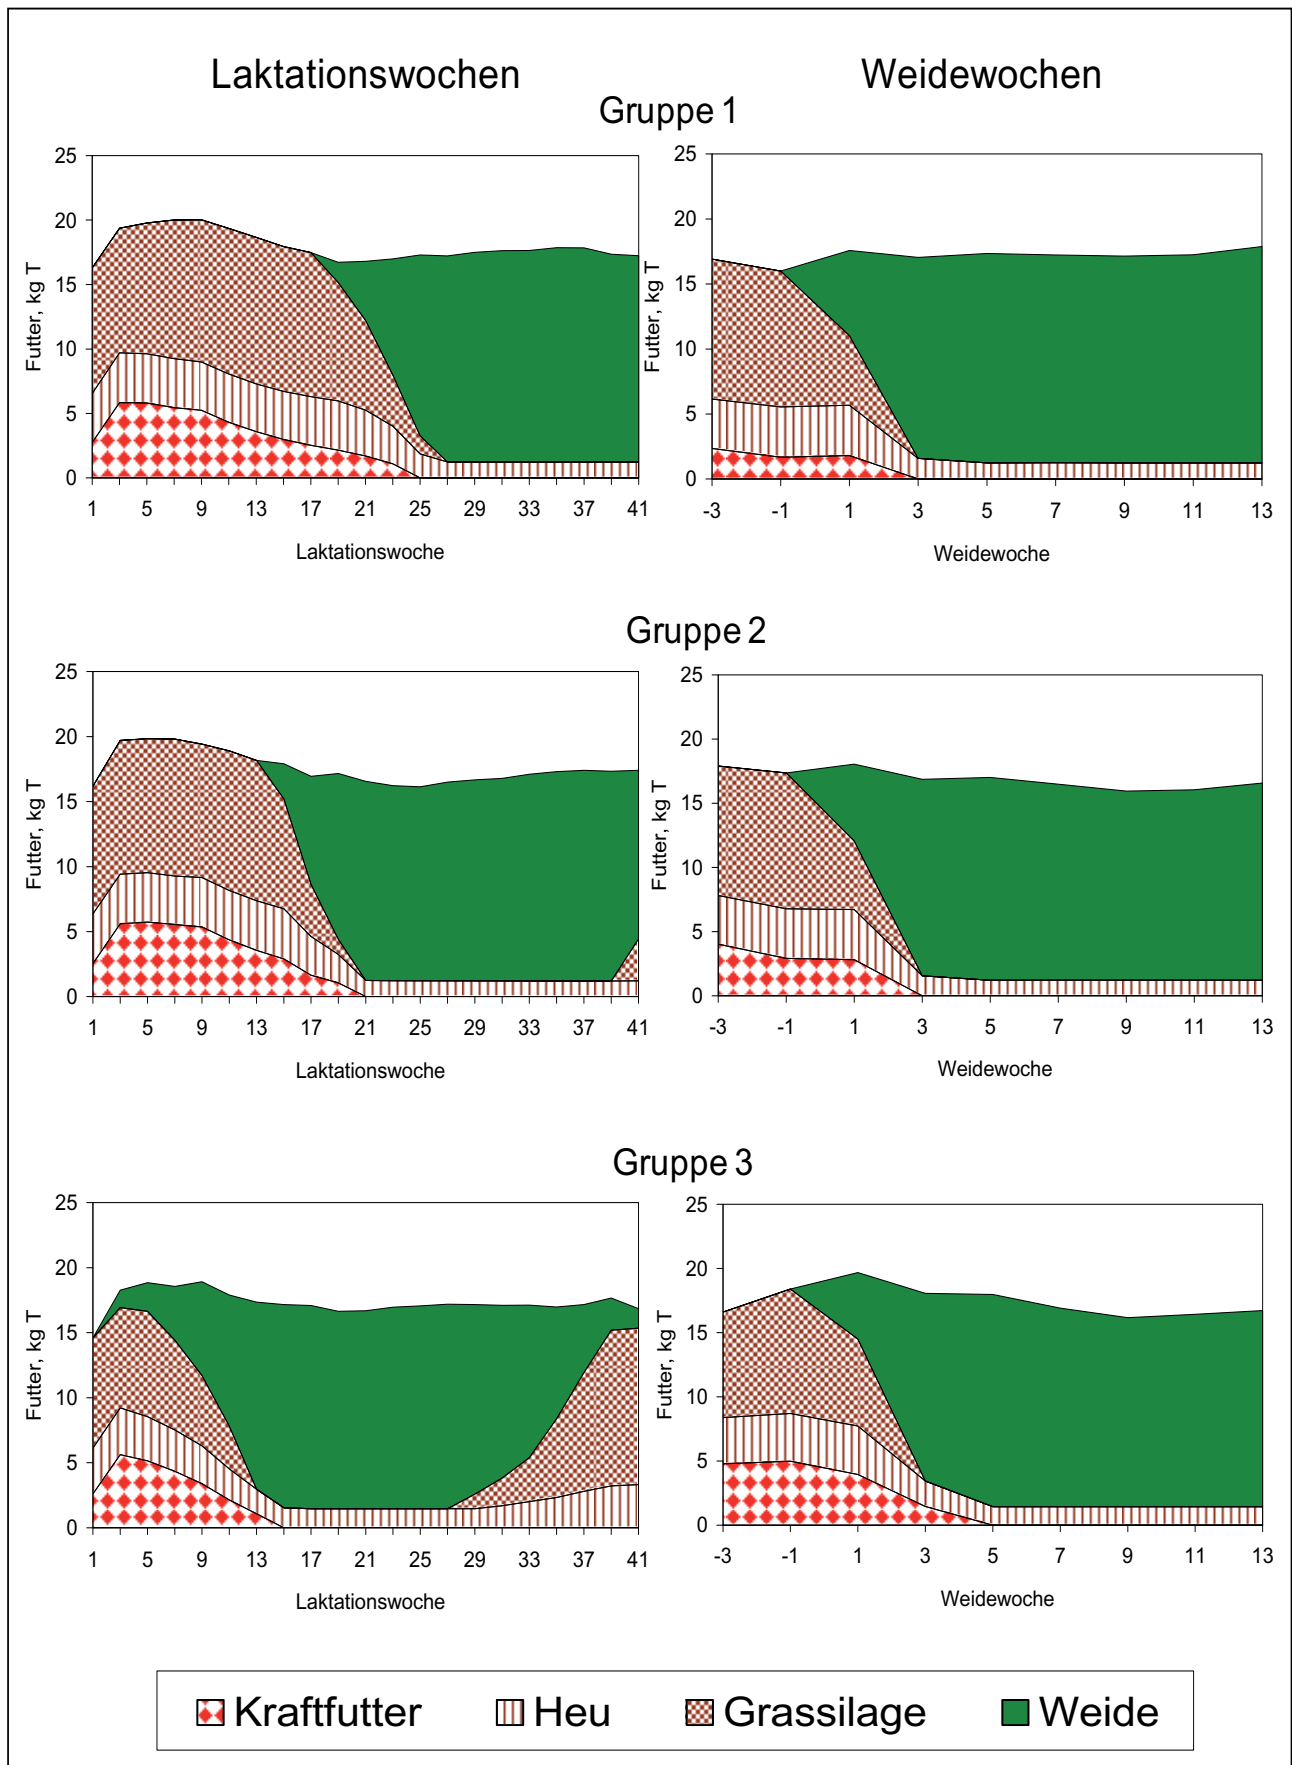 Laktationswochen Weidewochen
Gruppe 1
25 20 15 10 5 0
Futter, kg T
1 5 9 13 17 21 25 29 33 37 41
Laktationswoche
25 20 15 10 5 0
Futter, kg T
-3 -1 1 3 5 7 9 11 13
Weidewoche
Gruppe 2
25 20 15 10 5 0
Futter, kg T
1 5 9 13 17 21 25 29 33 37 41
Laktationswoche
25 20 15 10 5 0
Futter, kg T
-3 -1 1 3 5 7 9 11 13
Weidewoche
Gruppe 3
25 20 15 10 5 0
Futter, kg T
1 5 9 13 17 21 25 29 33 37 41
Laktationswoche
25 20 15 10 5 0
Futter, kg T
-3 -1 1 3 5 7 9 11 13
Weidewoche
Kraftfutter Heu Grassilage Weide